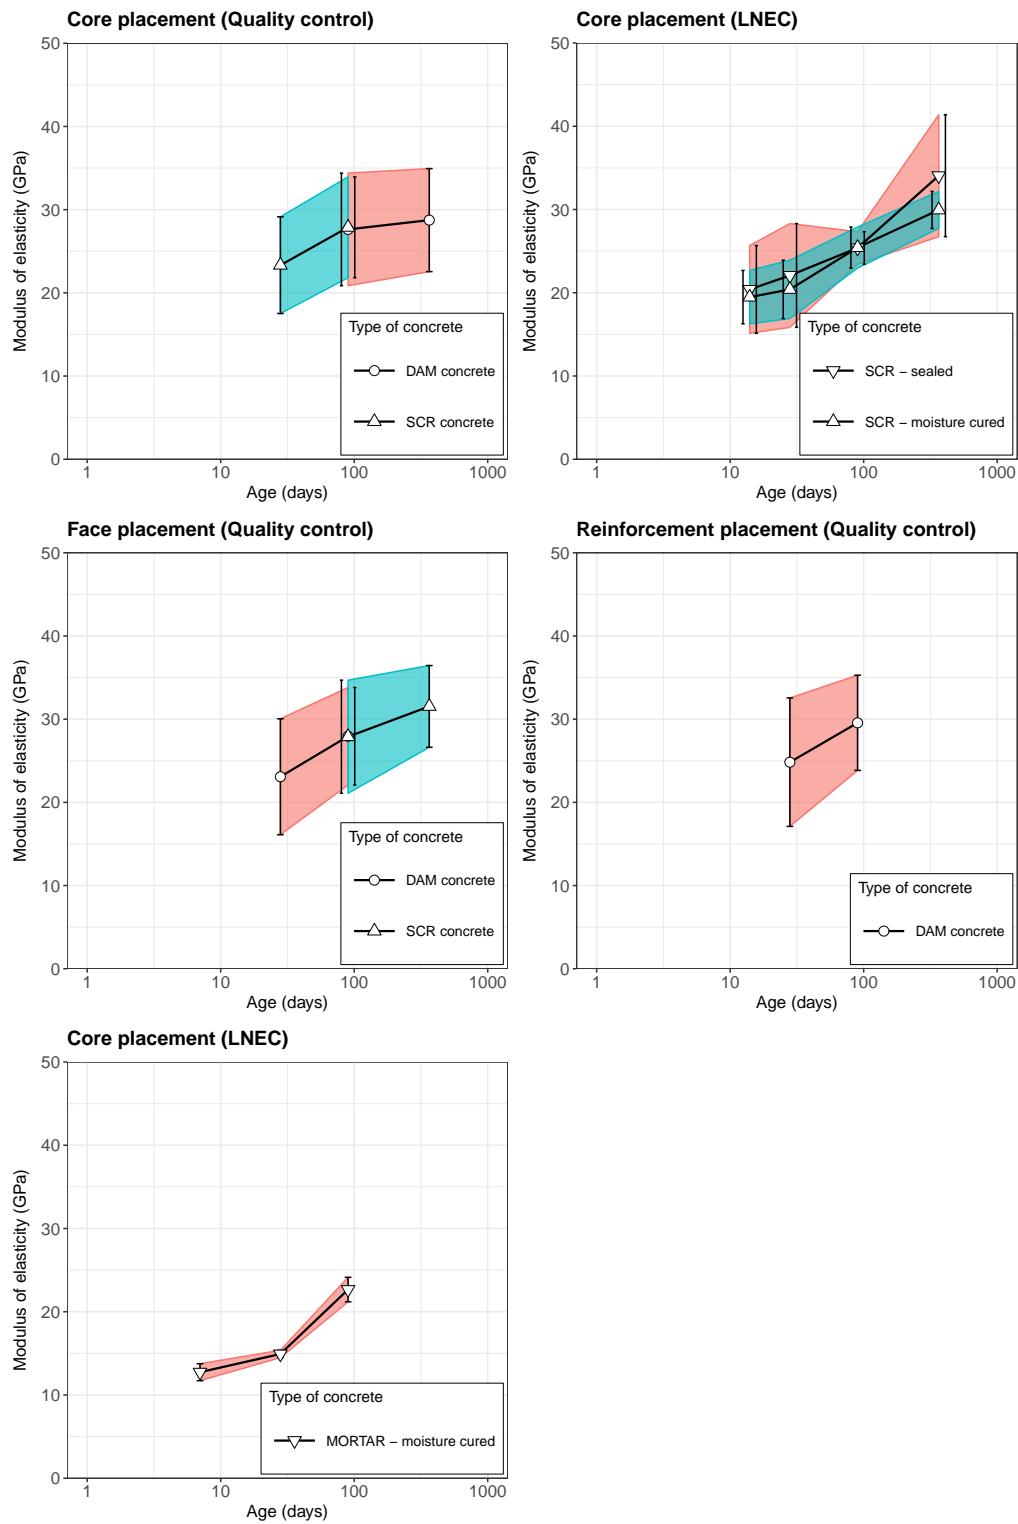 Core placement (Quality control)
Modulus of elasticity (GPa)
50
40
30
20
10
0
1
10
100
1000
Age (days)
Type of concrete
DAM concrete
SCR concrete
Core placement (LNEC)
Modulus of elasticity (GPa)
50
40
30
20
10
0
1
10
100
1000
Age (days)
Type of concrete
SCR − sealed
SCR − moisture cured
Face placement (Quality control)
Modulus of elasticity (GPa)
50
40
30
20
10
0
1
10
100
1000
Age (days)
Type of concrete
DAM concrete
SCR concrete
Reinforcement placement (Quality control)
Modulus of elasticity (GPa)
50
40
30
20
10
0
1
10
100
1000
Age (days)
Type of concrete
DAM concrete
Core placement (LNEC)
Modulus of elasticity (GPa)
50
40
30
20
10
0
1
10
100
1000
Age (days)
Type of concrete
MORTAR − moisture cured